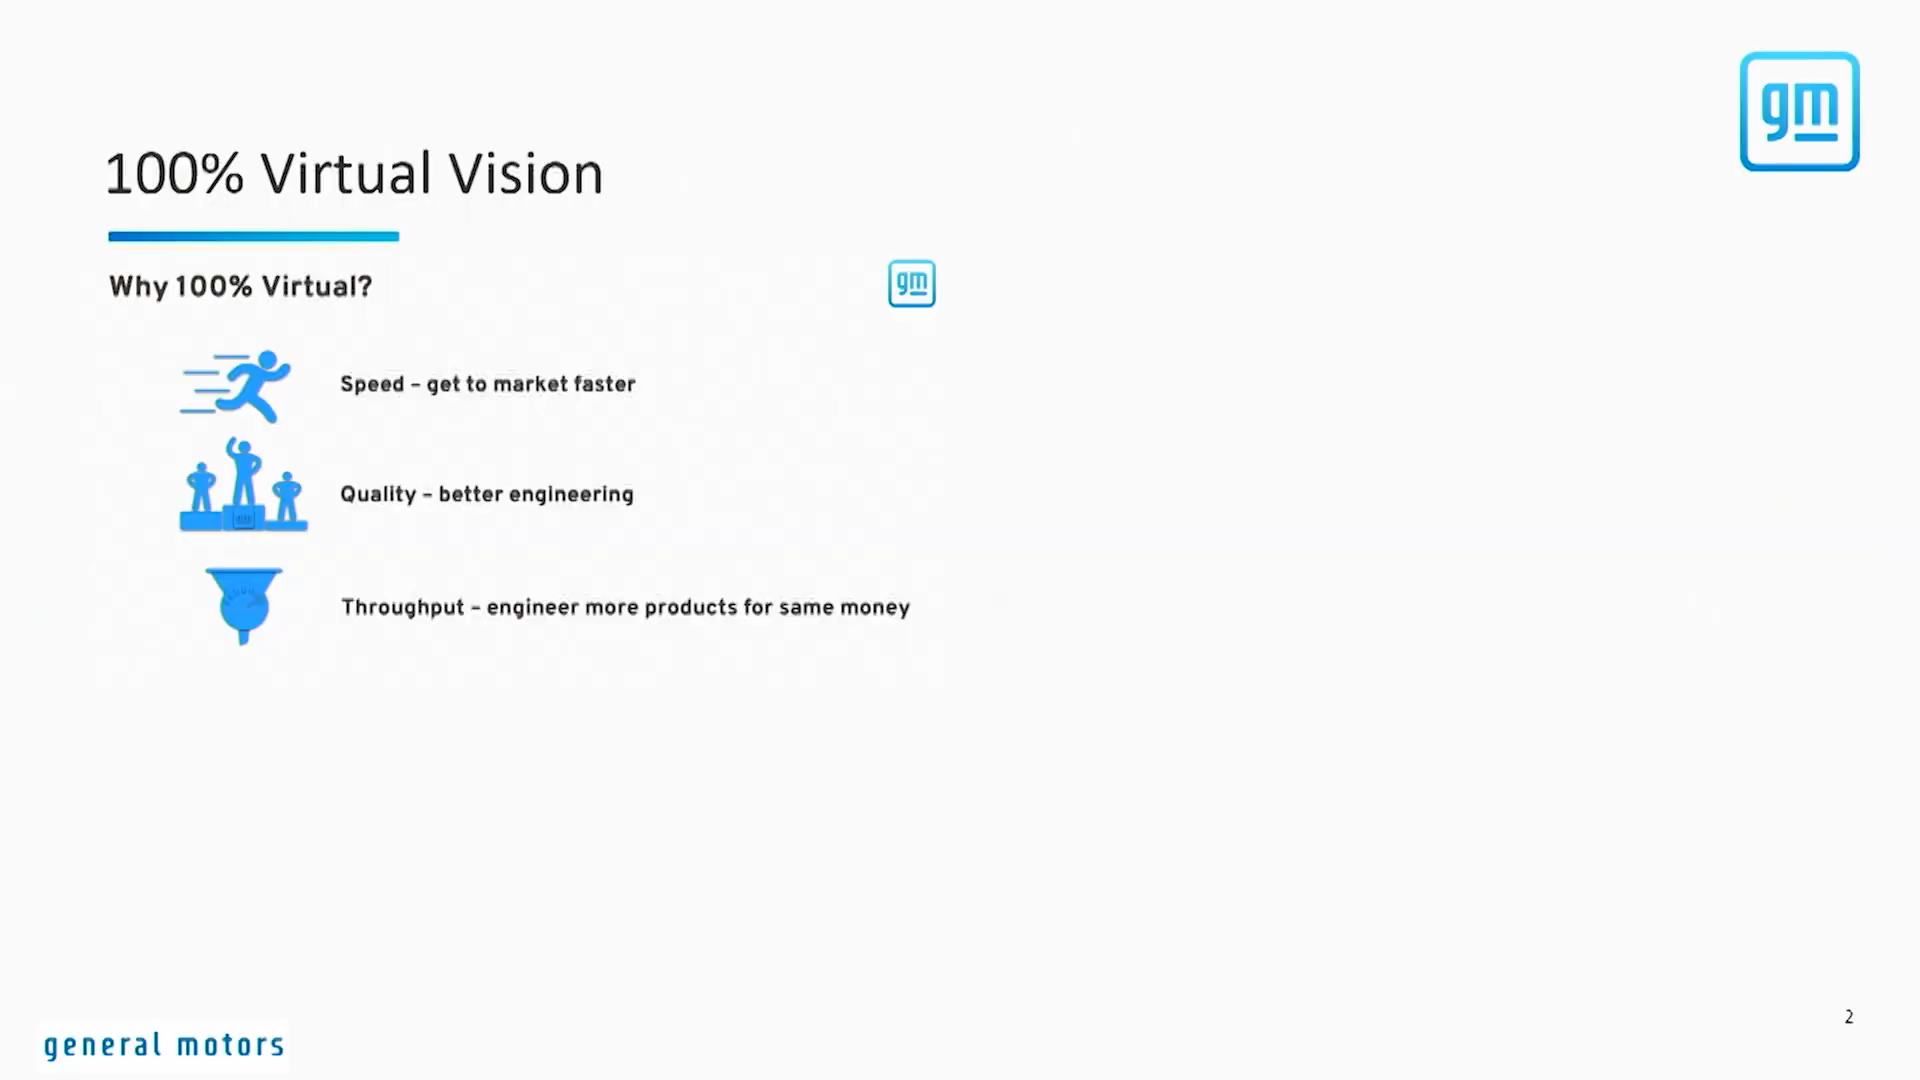 gm
100% Virtual Vision
Why 100% Virtual?
gm
Speed – get to market faster
Quality – better engineering
gm
Throughput – engineer more products for same money
2
general motors